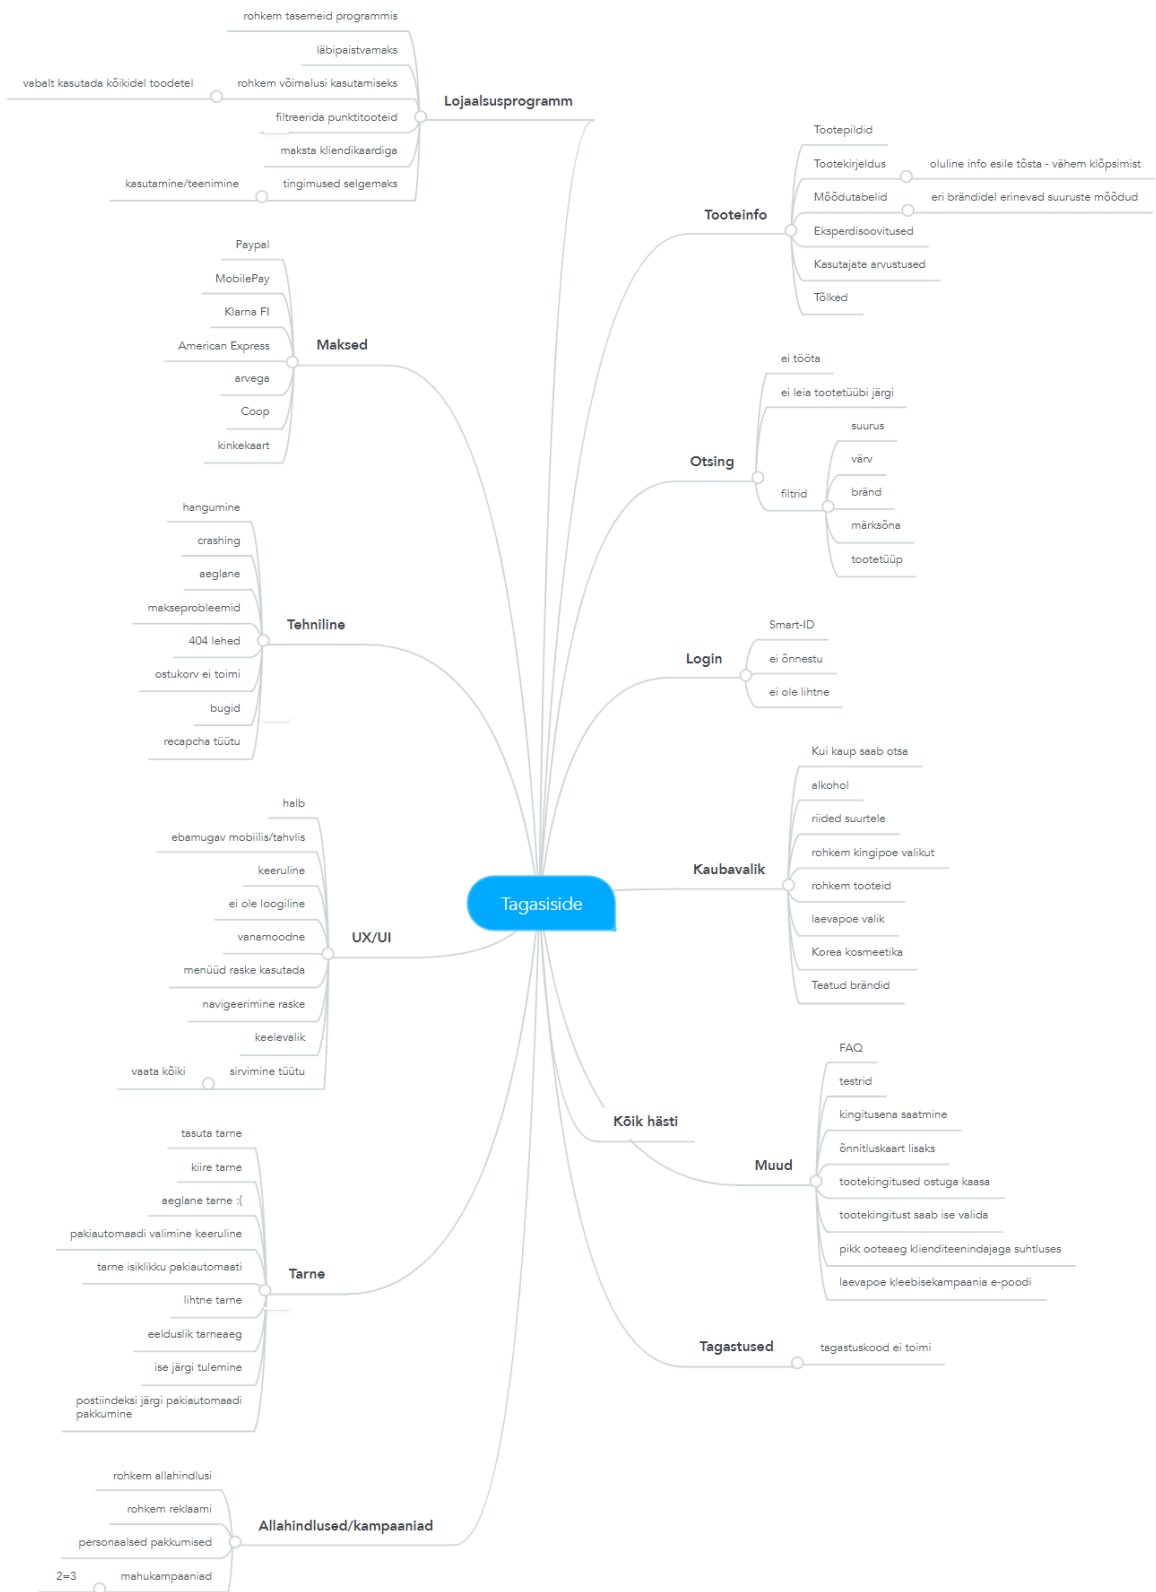 rohkem tasemeid programmis
läbipaistvamaks
vabalt kasutada kõikidel toodetel
rohkem võimalusi kasutamiseks
filtreerida punktitooteid
maksta kliendikaardiga
kasutamine/teenimine
tingimused selgemaks
Lojaalsusprogramm
Paypal
MobilePay
Klarna FI
American Express
arvega
Coop
kinkekaart
Maksed
hangumine
crashing
aeglane
makseprobleemid
404 lehed
ostukorv ei toimi
bugid
recapcha tüütu
Tehniline
halb
ebamugav mobiilis/tahvlis
keeruline
ei ole loogiline
vanamoodne
menüüd raske kasutada
navigeerimine raske
keelevalik
vaata kõiki
sirvimine tüütu
UX/UI
tasuta tarne
kiire tarne
aeglane tarne :(
pakiautomaadi valimine keeruline
tarne isiklikku pakiautomaati
lihtne tarne
eelduslik tarneaeg
ise järgi tulemine
postiindeksi järgi pakiautomaadi
pakkumine
Tarne
rohkem allahindlusi
rohkem reklaami
personaalsed pakkumised
2=3
mahukampaaniad
Allahindlused/kampaaniad
Tagasiside
Tooteinfo
Tootepildid
Tootekirjeldus
oluline info esile tõsta - vähem klõpsimist
Mõõdutabelid
eri brändidel erinevad suuruste mõõdud
Eksperdisoovitused
Kasutajate arvustused
Tõlked
Otsing
ei tööta
ei leia tootetüübi järgi
filtrid
suurus
värv
bränd
märksõna
tootetüüp
Login
Smart-ID
ei õnnestu
ei ole lihtne
Kaubavalik
Kui kaup saab otsa
alkohol
riided suurtele
rohkem kingipoe valikut
rohkem tooteid
laevapoe valik
Korea kosmeetika
Teatud brändid
Kõik hästi
Muud
FAQ
testrid
kingitusena saatmine
õnnitluskaart lisaks
tootekingitused ostuga kaasa
tootekingitust saab ise valida
pikk ooteaeg klienditeenindajaga suhtluses
laevapoe kleebisekampaania e-poodi
Tagastused
tagastuskood ei toimi